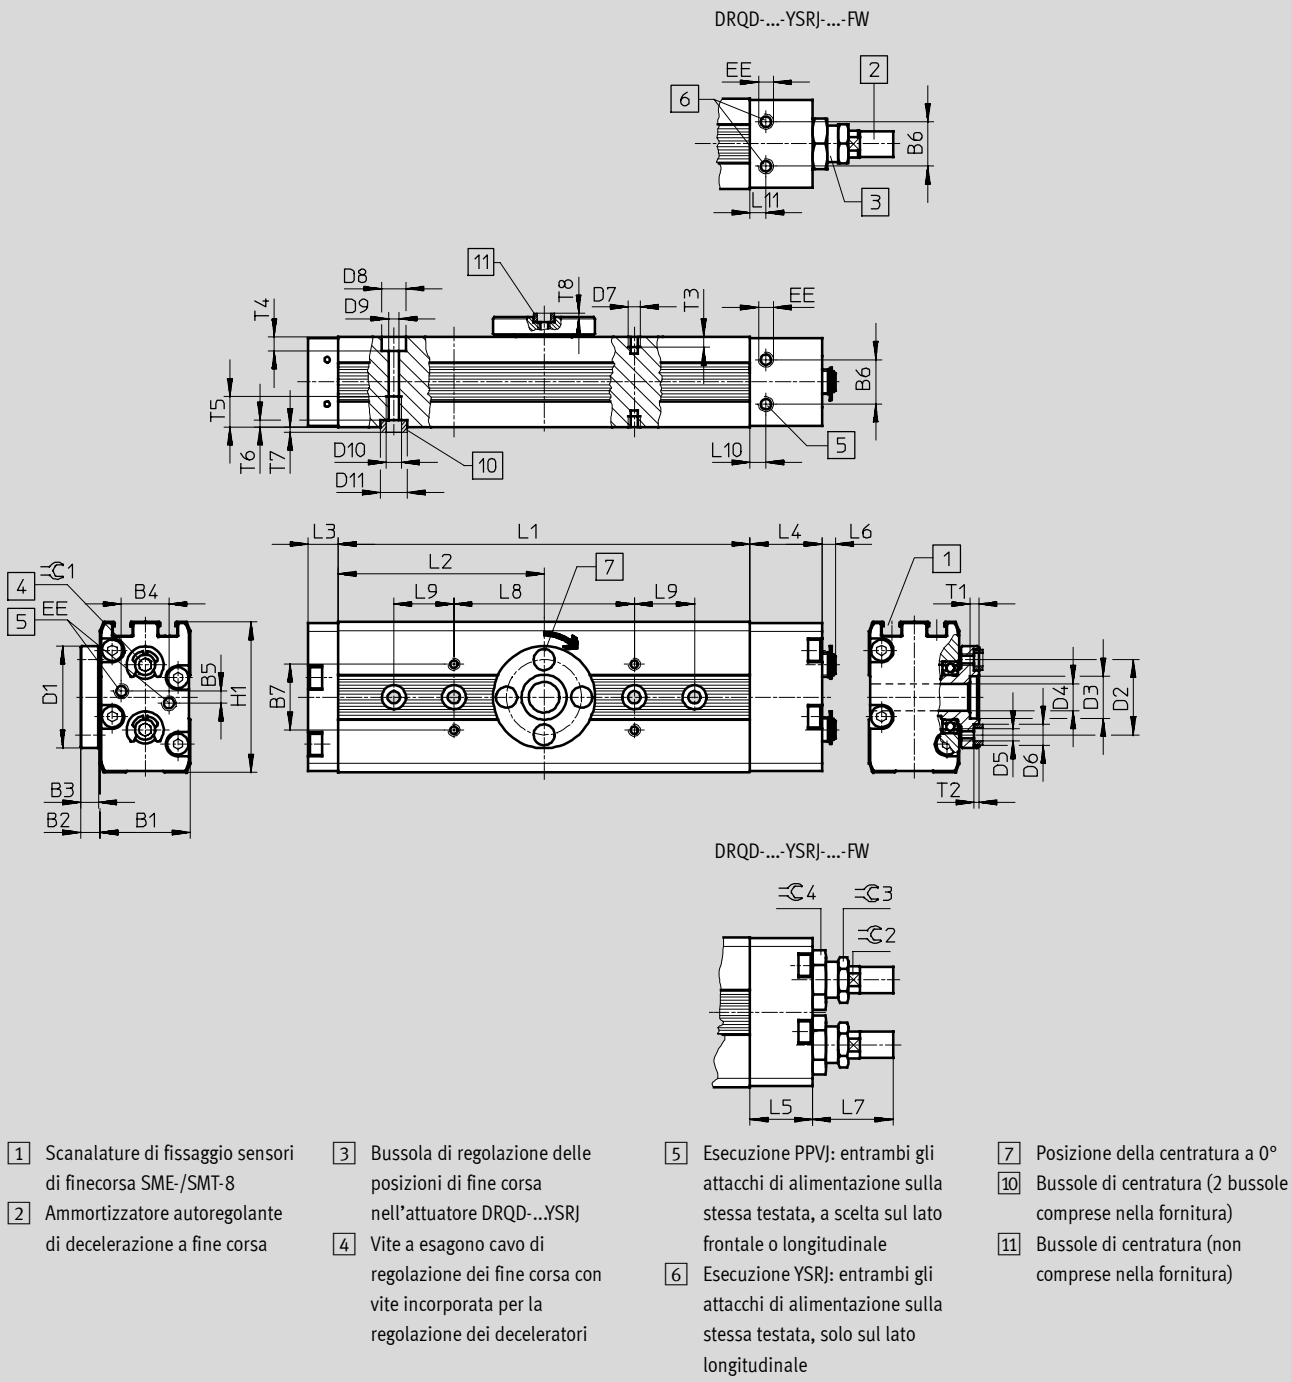 DRQD-...-YSRJ-...-FW
EE
2
6
B6
L11
3
11
D8
T8
D7
T3
EE
T4
D9
B6
T5
T6
T7
D10
10
L10
5
D11
L3
L1
L4
L6
L2
7
1
4
1
B4
L9
L8
L9
T1
5
EE
D1
B5
H1
B7
D4
D3
D2
D5
D6
B3
T2
B2
B1
DRQD-...-YSRJ-...-FW
4
3
2
L5
L7
1 Scanalature di fissaggio sensori
di finecorsa SME-/SMT-8
2 Ammortizzatore autoregolante
di decelerazione a fine corsa
3 Bussola di regolazione delle
posizioni di fine corsa
nell'attuatore DRQD-...YSRJ
4 Vite a esagono cavo di
regolazione dei fine corsa con
vite incorporata per la
regolazione dei deceleratori
5 Esecuzione PPVJ: entrambi gli
attacchi di alimentazione sulla
stessa testata, a scelta sul lato
frontale o longitudinale
6 Esecuzione YSRJ: entrambi gli
attacchi di alimentazione sulla
stessa testata, solo sul lato
longitudinale
7 Posizione della centratura a 0°
10 Bussole di centratura (2 bussole
comprese nella fornitura)
11 Bussole di centratura (non
comprese nella fornitura)